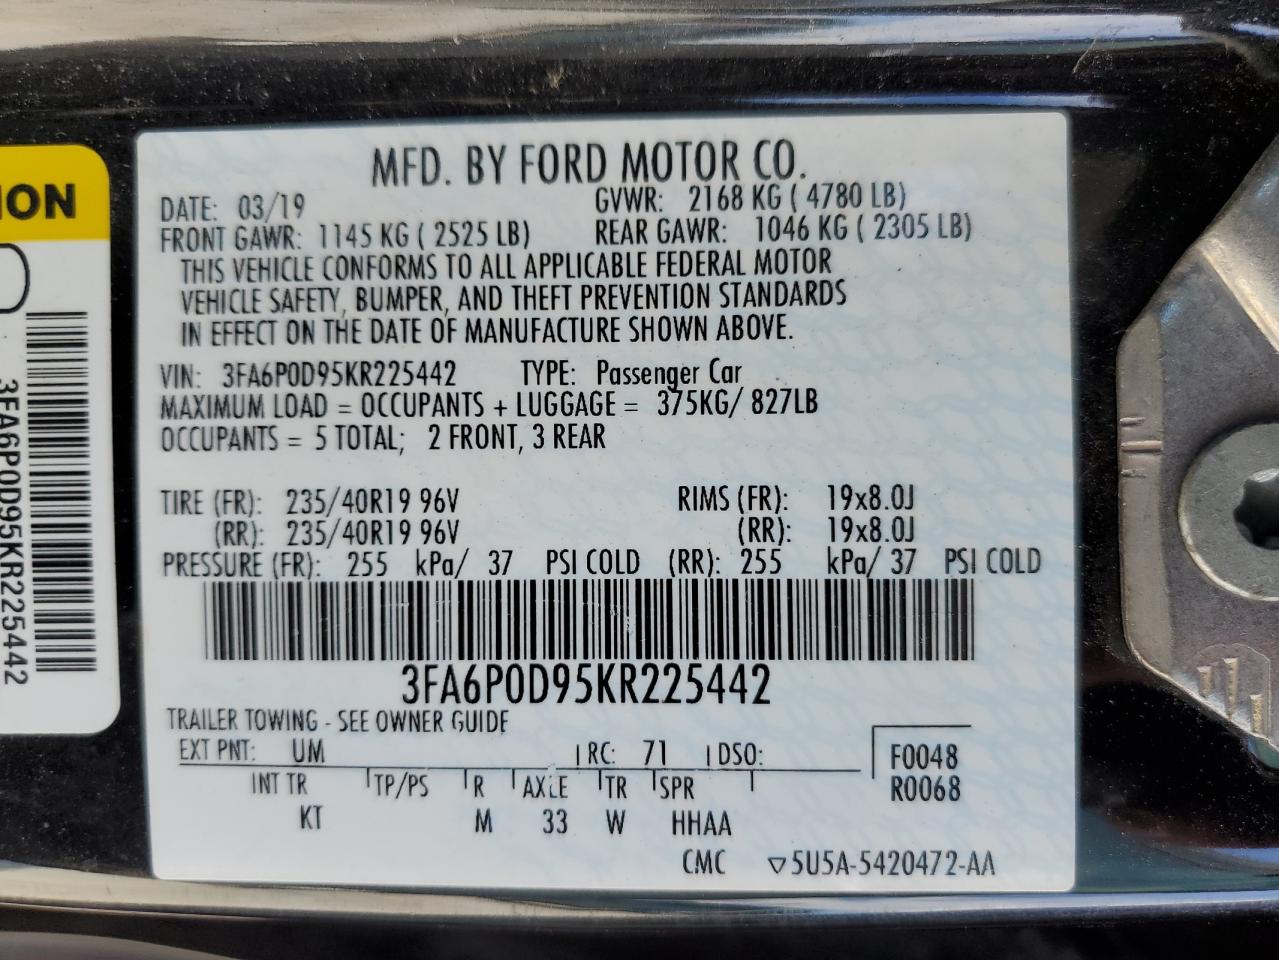 MFD. BY FORD MOTOR CO.
DATE: 03/19 GVWR: 2168 KG ( 4780 LB)
FRONT GAWR: 1145 KG ( 2525 LB) REAR GAWR: 1046 KG ( 2305 LB)
THIS VEHICLE CONFORMS TO ALL APPLICABLE FEDERAL MOTOR
VEHICLE SAFETY, BUMPER, AND THEFT PREVENTION STANDARDS
IN EFFECT ON THE DATE OF MANUFACTURE SHOWN ABOVE.
VIN: 3FA6P0D95KR225442 TYPE: Passenger Car
MAXIMUM LOAD = OCCUPANTS + LUGGAGE = 375KG/ 827LB
OCCUPANTS = 5 TOTAL; 2 FRONT, 3 REAR
TIRE (FR): 235/40R19 96V RIMS (FR): 19x8.0J
(RR): 235/40R19 96V (RR): 19x8.0J
PRESSURE (FR): 255 kPa/ 37 PSI COLD (RR): 255 kPa/ 37 PSI COLD
3FA6P0D95KR225442
TRAILER TOWING - SEE OWNER GUIDE
EXT PNT: UM RC: 71 DSO: F0048
INT TR TP/PS R AXLE TR SPR R0068
KT M 33 W HHAA
CMC ▽5U5A-5420472-AA
ION
3FA6P0D95KR225442